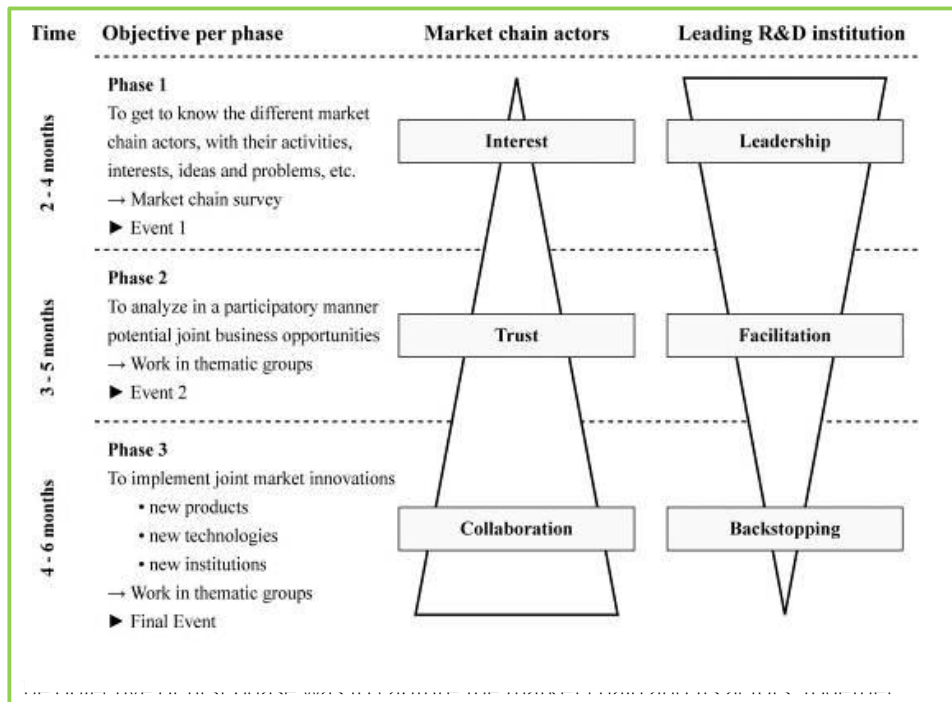 Time Objective per phase Market chain actors Leading R&D institution
2 - 4 months
Phase 1
To get to know the different market
chain actors, with their activities,
interests, ideas and problems, etc.
→ Market chain survey
► Event 1
Interest
Leadership
3 - 5 months
Phase 2
To analyze in a participatory manner
potential joint business opportunities
→ Work in thematic groups
► Event 2
Trust
Facilitation
4 - 6 months
Phase 3
To implement joint market innovations
• new products
• new technologies
• new institutions
→ Work in thematic groups
► Final Event
Collaboration
Backstopping